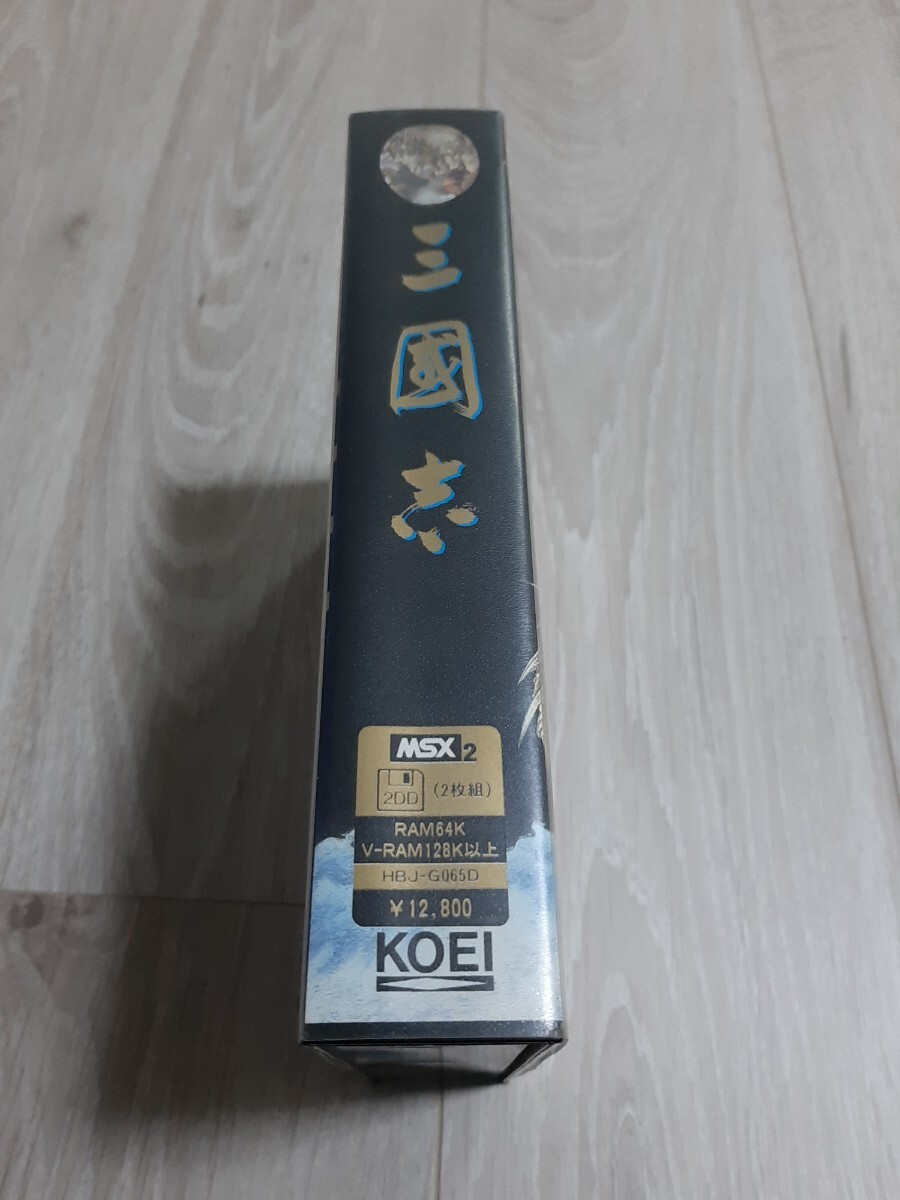 三國志
MSX2
2DD (2枚組)
RAM64K
V-RAM128K以上
HBJ-G065D
¥12,800
KOEI